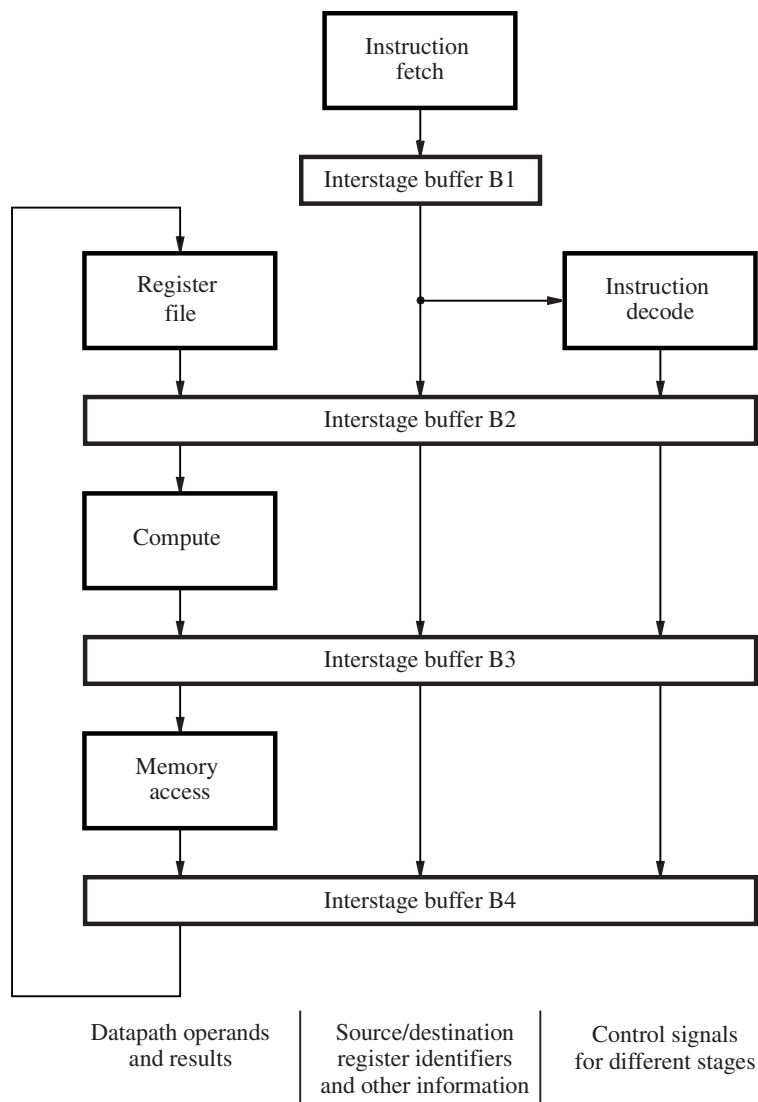 Instruction
fetch
Interstage buffer B1
Register
file
Instruction
decode
Interstage buffer B2
Compute
Interstage buffer B3
Memory
access
Interstage buffer B4
Datapath operands
and results
Source/destination
register identifiers
and other information
Control signals
for different stages